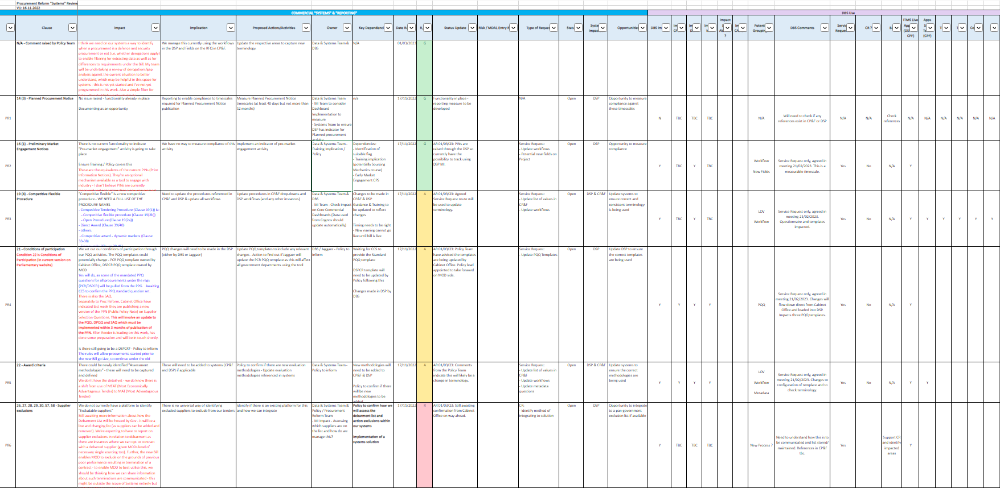 Procurement Reform "Systems" Review
V1: 16.11.2022
COMMERCIAL "SYSTEMS" & "REPORTING"
DBS Use
Clause
Impact
Implication
Proposed Actions/Activities
Owner
Key Dependenc
Date Ra
Status Update
Risk / MDAL Entry R
Type of Reques
Statu
Syste
Impac
Opportunities
DBS Im
Potent
Grouping
DBS Comments
Servic
Reques
CR ?
ITMS Live
CPF)
Apps
(CPF)
N/A - Comment raised by Policy Team
I think we need on our systems a way to identify
when a procurement is a defence and security
procurement or not (i.e. whether derogations apply)
to enable filtering for extracting data as well as for
differences to requirements under the Bill. My team
will be undertaking a review of derogations/gap
analysis against the current situation to better
understand, which may be helpful in this space for
systems - this is not yet started and I've not yet
programmed in this work. Also a simple filter for
We manage this currently using the workflows
in the DSP and Fields on the RFQ in CP&F.
Update the respective areas to capture new
terminology.
Data & Systems Team &
DBS
N/A
01/03/2023
G
PR1
14 (3) - Planned Procurement Notice
No issue raised - functionality already in place
Documenting as an opportunity
Reporting to enable compliance to timescales
required for Planned Procurement Notice
publication
Measure Planned Procurement Notice
timescales (at least 40 days but not more than
12 months)
Data & Systems Team
- MI Team to consider
Dashboard
Implementation to
measure
- Systems Team to ensure
DSP has indicator for
Planned procurement
activity
n/a
17/11/2022
G
Functionality in place -
reporting measure to be
developed
N/A
Open
DSP
Opportunity to measure
compliance against
these timescales
N
TBC
TBC
TBC
N/A
Will need to check if any
references exist in CP&F or DSP
N/A
N/A
Check
references
N/A
N/A
N/A
N/A
N/A
N/A
PR2
16 (1) - Preliminary Market
Engagement Notices
There is no current functionality to indicate
"Pre-market engagement" activity is going to take
place
Ensure Training / Policy covers this
These are the equivalents of the current PINs (Prior
Information Notices). They're an optional
mechanism available as a tool to engage with
industry - I don't believe PINs are currently
We have no way to measure compliance of this
activity
Implement an indicator of pre-market
engagement activity
Data & Systems Team -
Training Implication /
Policy
Dependencies:
- Identification of
suitable flag
- Training implication
(potentially Sourcing
Mechanics course)
- Early Market
Engagement CPS
17/11/2022
G
AR 01/03/23: PINs are
raised through the DSP so
currently have the
possibility to track using
DSP MI.
Service Request:
- Update workflows
- Potential new fields on
Project
Open
DSP
Opportunity to measure
compliance
Y
TBC
Y
TBC
Workflow
New Fields
Service Request only, agreed in
meeting 21/02/2023. This is a
measurable timescale.
Yes
No
N/A
Y
PR3
19 (4) - Competitive Flexible
Procedure
"Competitive flexible" is a new competitive
procedure - WE NEED A FULL LIST OF THE
PROCEDURE NAMES
- Competitive Tendering Procedure (Clause 19(1)) is:
- Competitive flexible procedure (Clause 19(2b))
- Open Procedure (Clause 19(2a))
- Direct Award (Clause 39/40)
- others:
- Competitive award - dynamic markets (Clause
33-38)
Need to update the procedures referenced in
CP&F and DSP & update all workflows
Update procedures in CP&F drop-downs and
DSP workflows (and any other instances)
Data & Systems Team &
DBS
- MI Team - Check impact
on Core Commercial
Dashboards (Data used
from Cognos should
update automatically)
Changes to be made in
CP&F & DSP
Guidance & Training to
be updated to reflect
changes
Timing needs to be right
- New naming cannot go
live until bill is live
17/11/2022
A
AR 01/03/23: Agreed
Service Request route will
be used to update
terminology.
Service Request:
- Update list of values in
CP&F
- Update workflows
Open
DSP & CP&F
Update systems to
ensure correct and
consistent terminology
is being used
Y
TBC
Y
TBC
LOV
Workflow
Service Request only, agreed in
meeting 21/02/2023.
Questionnaire and templates
impacted.
Yes
No
N/A
Y
Y
Y
Y
Y
Y
PR4
21 - Conditions of participation
Condition 22 is Conditions of
Participation (in current version on
Parliamentary website)
We set out our conditions of participation through
our PQQ activities. The PQQ templates could
potentially change - PCR PQQ template owned by
Cabinet Office, DSPCR PQQ template owned by
MOD
Yes will do, as some of the mandated PPQ
questions for all procurements under the regs
(PCR/DSPCR) will be pulled from the PPG. Awaiting
CCS to confirm the PPQ standard question set.
There is also the SAQ.
Separately to Proc Reform, Cabinet Office have
indicated last week they are publishing a new
version of the PPN (Public Policy Note) on Supplier
Selection Questions. This will involve an update to
the PQQ, DPQQ and SAQ which must be
implemented within 3 months of publication of
the PPN. Ellen Reeder is leading on this work, has
done some preparation and will be in touch shortly.
Is there still going to be a DSPCR? - Policy to inform
The rules will allow procurments started prior to
the new Bill go Live, to continue under the old
PQQ changes will need to be made in the DSP
(either by DBS or Jaggaer)
Update PQQ templates to include any relevant
changes - Action to find out if Jaggaer will
update the PCR PQQ template as this will affect
all government departments using the tool
DBS / Jaggaer - Policy to
inform
Waiting for CCS to
provide the Standard
PQQ template
DSPCR template will
need to be updated by
Policy following this
Changes made in DSP by
DBS
17/11/2022
A
AR 01/03/23: Policy Team
have advised the templates
are being updated by
Cabinet Office. Policy lead
appointed to take forward
on MOD side.
Service Request:
- Update PQQ Templates
Open
DSP
Update DSP to ensure
the correct templates
are being used
Y
Y
Y
Y
PQQ
Service Request only, agreed in
meeting 21/02/2023. Changes will
flow down direct from Cabinet
Office and loaded into DSP.
Impacts three PQQ templates.
Yes
No
N/A
Y
PR5
22 - Award criteria
There could be newly identified "Assessment
methodologies" - these will need to be captured
and defined
We don't have the detail yet - we do know there is
a shift from use of MEAT (Most Economically
Advantageous Tender) to MAT (Most Advantageous
Tender)
These will need to be added to systems (CP&F
and DSP) if applicable
Policy to confirm if there are new evaluation
methodologies - Update evaluation
methodologies referenced in systems
Data & Systems Team -
Policy to inform
New methodologies will
need to be added to
CP&F & DSP
Policy to confirm if there
will be new
methodologies to be
added
17/11/2022
A
AR 01/03/23: Comments
from the Policy Team
indicate this will likely be a
change in terminology.
Service Request:
- Update list of values in
CP&F
- Update workflows
- Update metadata
questions
Open
DSP & CP&F
Update systems to
ensure the correct
methodologies are
being used
Y
Y
Y
Y
LOV
Workflow
Metadata
Service Request only, agreed in
meeting 21/02/2023. Changes to
configuration of template and to
check terminology.
Yes
No
N/A
Y
Y
PR6
26, 27, 28, 29, 30, 57, 58 - Supplier
exclusions
We do not currently have a platform to identify
"Excludable suppliers"
Still awaiting more information about how the
Debarment List will be hosted by Gov - it will be a
live and changing list (as suppliers can be added and
removed). We're expecting to have to report on
supplier exclusions in relation to debarment as
there are instances where we can opt to contract
with a debarred supplier (given MODs level of
necessary single sourcing too). Further, the new Bill
enables MOD to exclude on the grounds of previous
poor performance resulting in termination of a
contract - to enable MOD to best utilise this, we
should be thinking how we can share information
about such terminations are communicated - this
might be outside the scope of Systems entirely but
There is no universal way of identifying
excluded suppliers to exclude from our tenders
Identify if there is an existing platform for this
and how we can integrate
Data & Systems Team &
Policy / Procurement
Reform Team
- MI Impact - Assessing
which suppliers are on
the list and how do we
manage this?
Policy to confirm how we
will access the
debarment list and
action exclusions within
our systems
Implementation of a
systems solution
17/11/2022
R
AR 01/03/23: Still awaiting
confirmation from Cabinet
Office on way ahead.
CR:
- Identify method of
integrating to solution
Open
DSP
Opportunity to integrate
to a pan-government
exclusion list if available
Y
TBC
TBC
TBC
New Process ?
Need to understand how this is to
be communicated and list stored/
maintained. References in CP&F
tbc.
Yes
Support CR
and identify
impacted
areas
Y